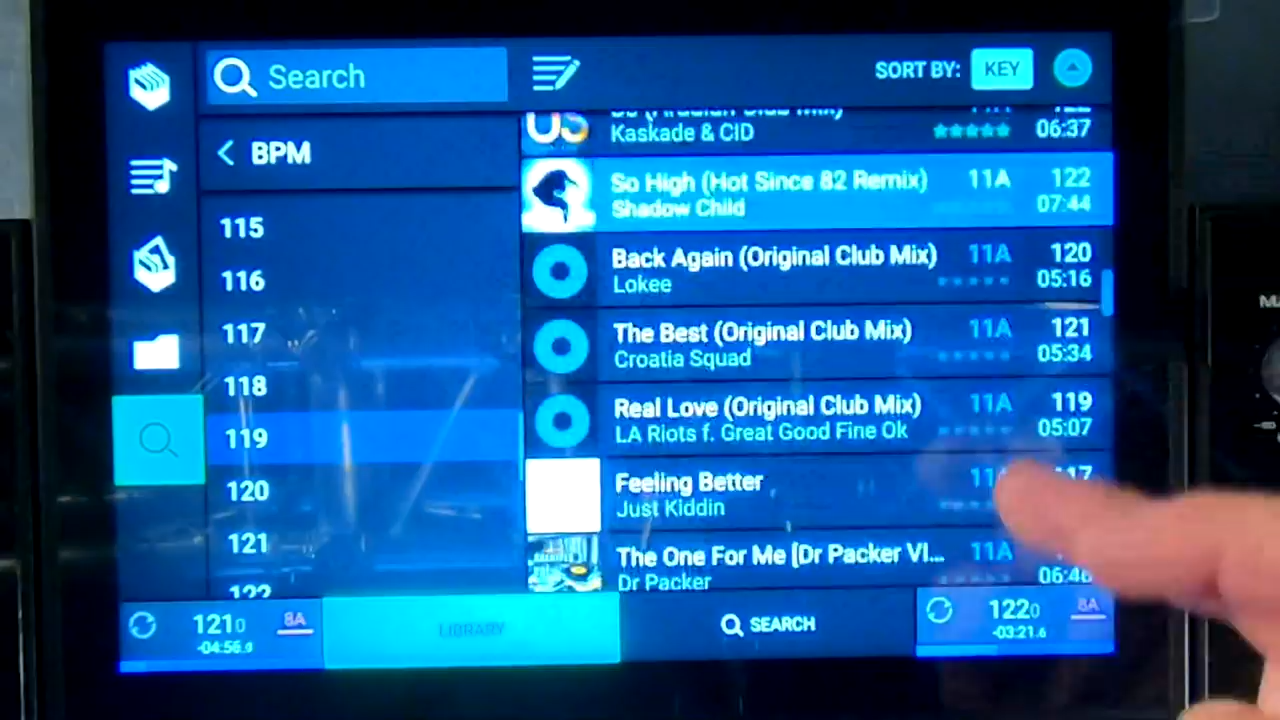 Search
SORT BY: KEY
BPM
115
116
117
118
119
120
121
122
Kaskade & CID
06:37
So High (Hot Since 82 Remix) 11A 122
Shadow Child 07:44
Back Again (Original Club Mix) 11A 120
Lokee 05:16
The Best (Original Club Mix) 11A 121
Croatia Squad 05:34
Real Love (Original Club Mix) 11A 119
LA Riots f. Great Good Fine Ok 05:07
Feeling Better 11A 117
Just Kiddin
The One For Me [Dr Packer VI... 11A
Dr Packer 06:46
121.0 8A
-04:56.9
LIBRARY
SEARCH
122.0 8A
-03:21.6